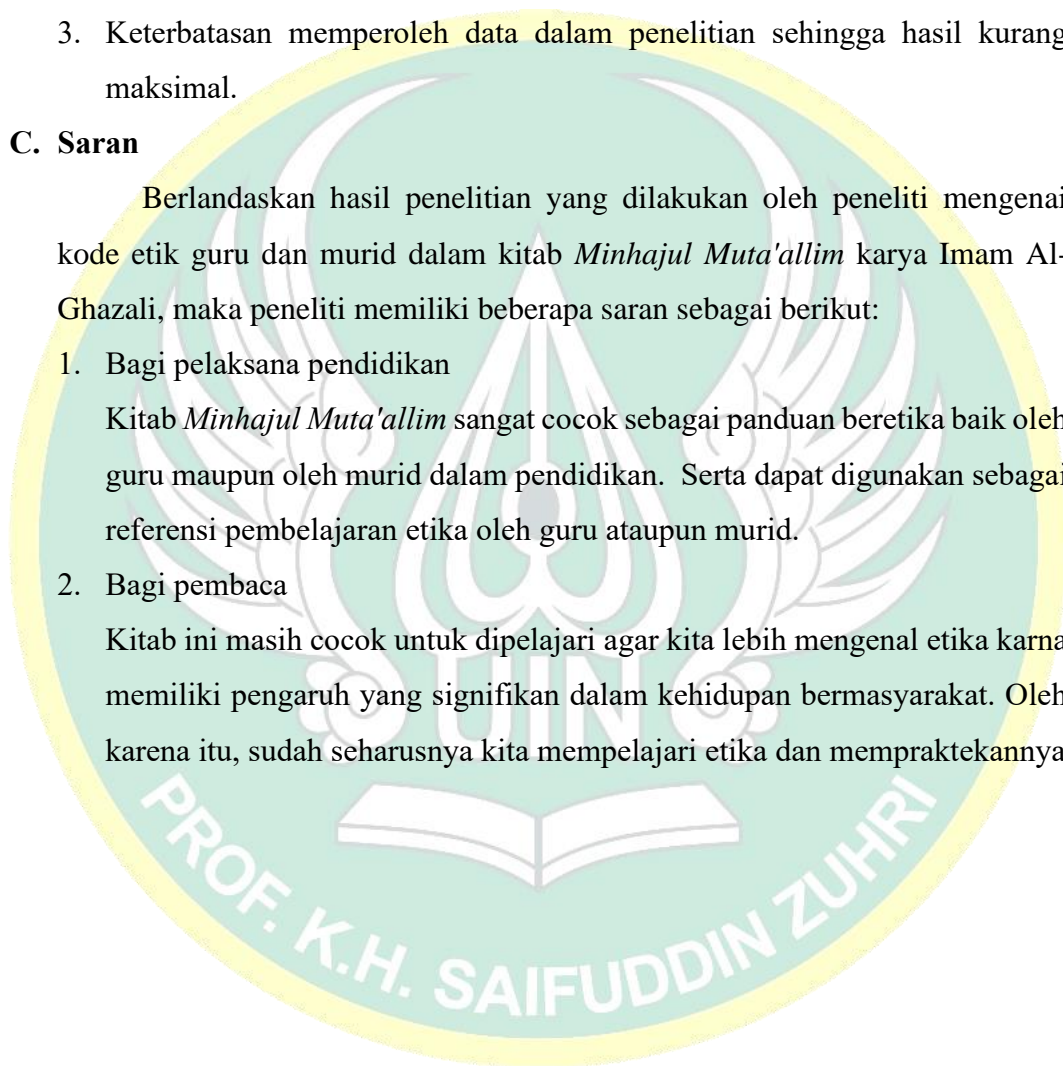 3. Keterbatasan memperoleh data dalam penelitian sehingga hasil kurang
maksimal.
C. Saran
Berlandaskan hasil penelitian yang dilakukan oleh peneliti mengenai
kode etik guru dan murid dalam kitab Minhajul Muta'allim karya Imam Al-
Ghazali, maka peneliti memiliki beberapa saran sebagai berikut:
1. Bagi pelaksana pendidikan
Kitab Minhajul Muta'allim sangat cocok sebagai panduan beretika baik oleh
guru maupun oleh murid dalam pendidikan. Serta dapat digunakan sebagai
referensi pembelajaran etika oleh guru ataupun murid.
2. Bagi pembaca
Kitab ini masih cocok untuk dipelajari agar kita lebih mengenal etika karna
memiliki pengaruh yang signifikan dalam kehidupan bermasyarakat. Oleh
karena itu, sudah seharusnya kita mempelajari etika dan mempraktekannya
UIN
PROF. K.H. SAIFUDDIN ZUHRI